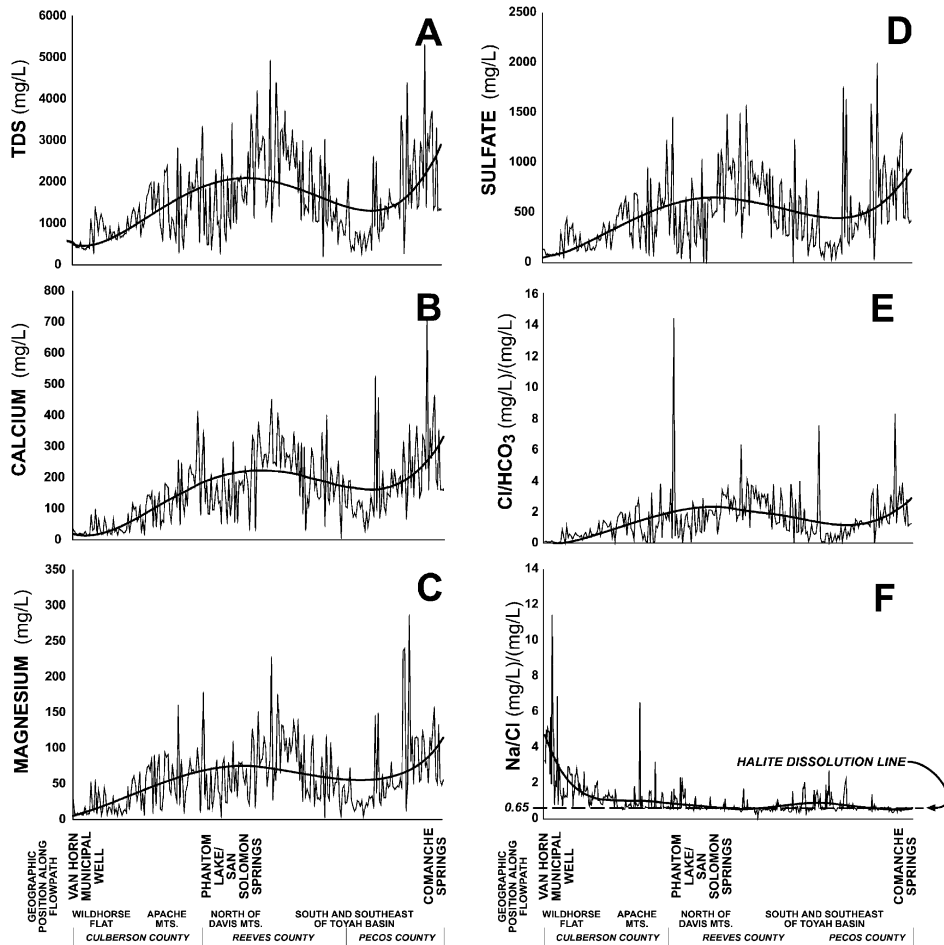 A
TDS (mg/L)
6000
5000
4000
3000
2000
1000
0
D
SULFATE (mg/L)
2500
2000
1500
1000
500
0
B
CALCIUM (mg/L)
800
700
600
500
400
300
200
100
0
E
Cl/HCO3 (mg/L)/(mg/L)
16
14
12
10
8
6
4
2
0
C
MAGNESIUM (mg/L)
350
300
250
200
150
100
50
0
F
Na/Cl (mg/L)/(mg/L)
14
12
10
8
6
4
2
0.65
0
HALITE DISSOLUTION LINE
GEOGRAPHIC
POSITION ALONG
FLOWPATH
VAN HORN
MUNICIPAL
WELL
PHANTOM
LAKE/
SAN
SOLOMON
SPRINGS
COMANCHE
SPRINGS
WILDHORSE
FLAT
APACHE
MTS.
NORTH OF
DAVIS MTS.
SOUTH AND SOUTHEAST
OF TOYAH BASIN
CULBERSON COUNTY
REEVES COUNTY
PECOS COUNTY
GEOGRAPHIC
POSITION ALONG
FLOWPATH
VAN HORN
MUNICIPAL
WELL
PHANTOM
LAKE/
SAN
SOLOMON
SPRINGS
COMANCHE
SPRINGS
WILDHORSE
FLAT
APACHE
MTS.
NORTH OF
DAVIS MTS.
SOUTH AND SOUTHEAST
OF TOYAH BASIN
CULBERSON COUNTY
REEVES COUNTY
PECOS COUNTY